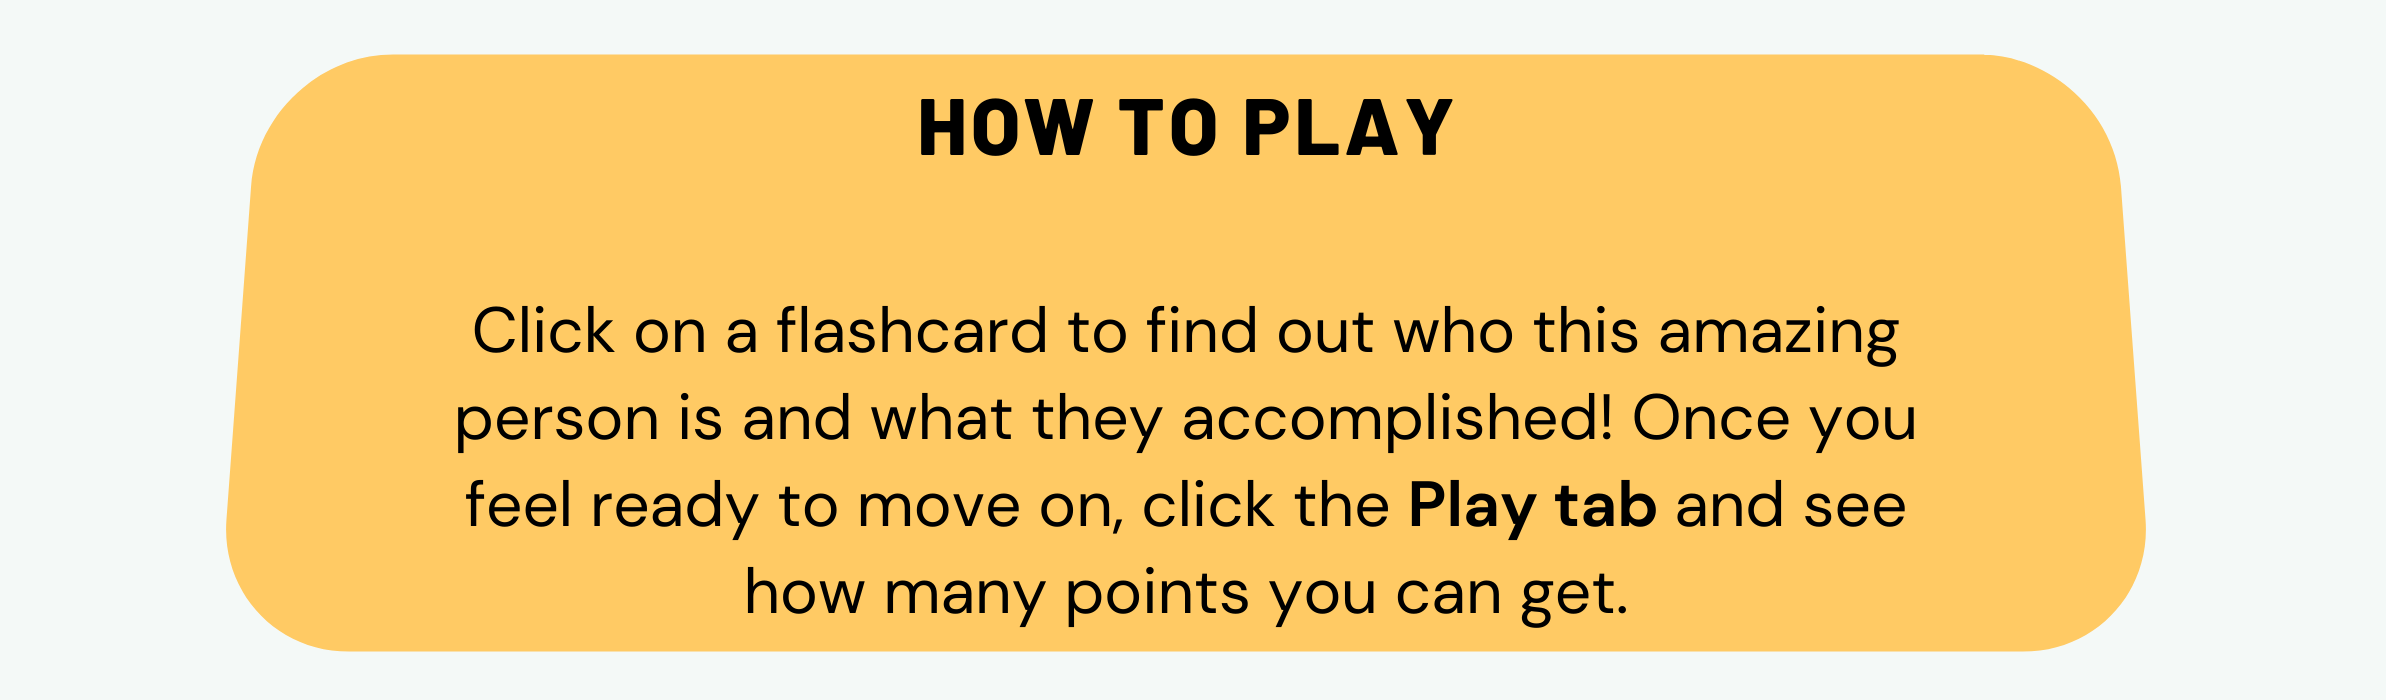 HOW TO PLAY
Click on a flashcard to find out who this amazing
person is and what they accomplished! Once you
feel ready to move on, click the Play tab and see
how many points you can get.